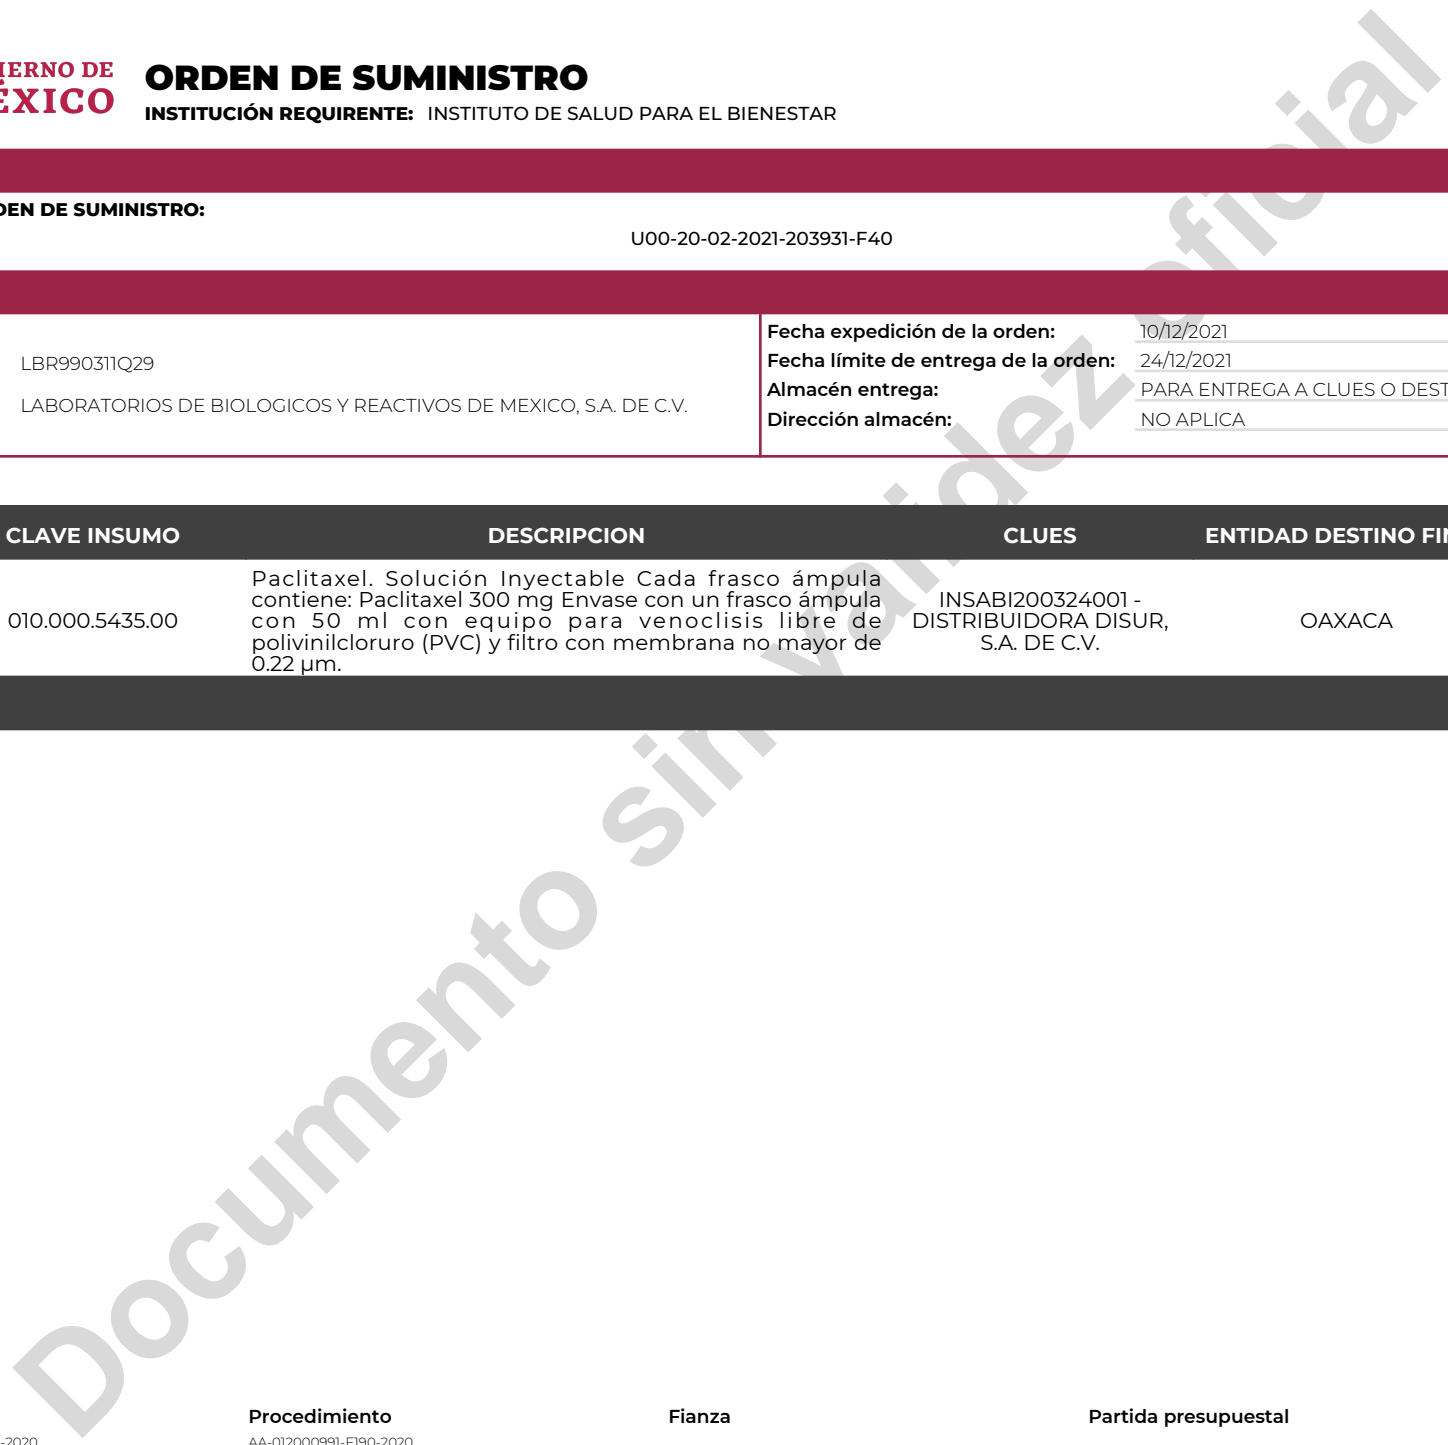 IERNO DE
ÉXICO
ORDEN DE SUMINISTRO
INSTITUCIÓN REQUIRENTE: INSTITUTO DE SALUD PARA EL BIENESTAR
DEN DE SUMINISTRO:
U00-20-02-2021-203931-F40
LBR990311Q29
LABORATORIOS DE BIOLOGICOS Y REACTIVOS DE MEXICO, S.A. DE C.V.
Fecha expedición de la orden: 10/12/2021
Fecha límite de entrega de la orden: 24/12/2021
Almacén entrega: PARA ENTREGA A CLUES O DEST
Dirección almacén: NO APLICA
CLAVE INSUMO DESCRIPCION CLUES ENTIDAD DESTINO FIN
010.000.5435.00
Paclitaxel. Solución Inyectable Cada frasco ámpula
contiene: Paclitaxel 300 mg Envase con un frasco ámpula
con 50 ml con equipo para venoclisis libre de
polivinilcloruro (PVC) y filtro con membrana no mayor de
0.22 µm.
INSABI200324001 -
DISTRIBUIDORA DISUR,
S.A. DE C.V.
OAXACA
Documento sin validez oficial
Procedimiento Fianza Partida presupuestal
-2020 AA-012000991-E190-2020